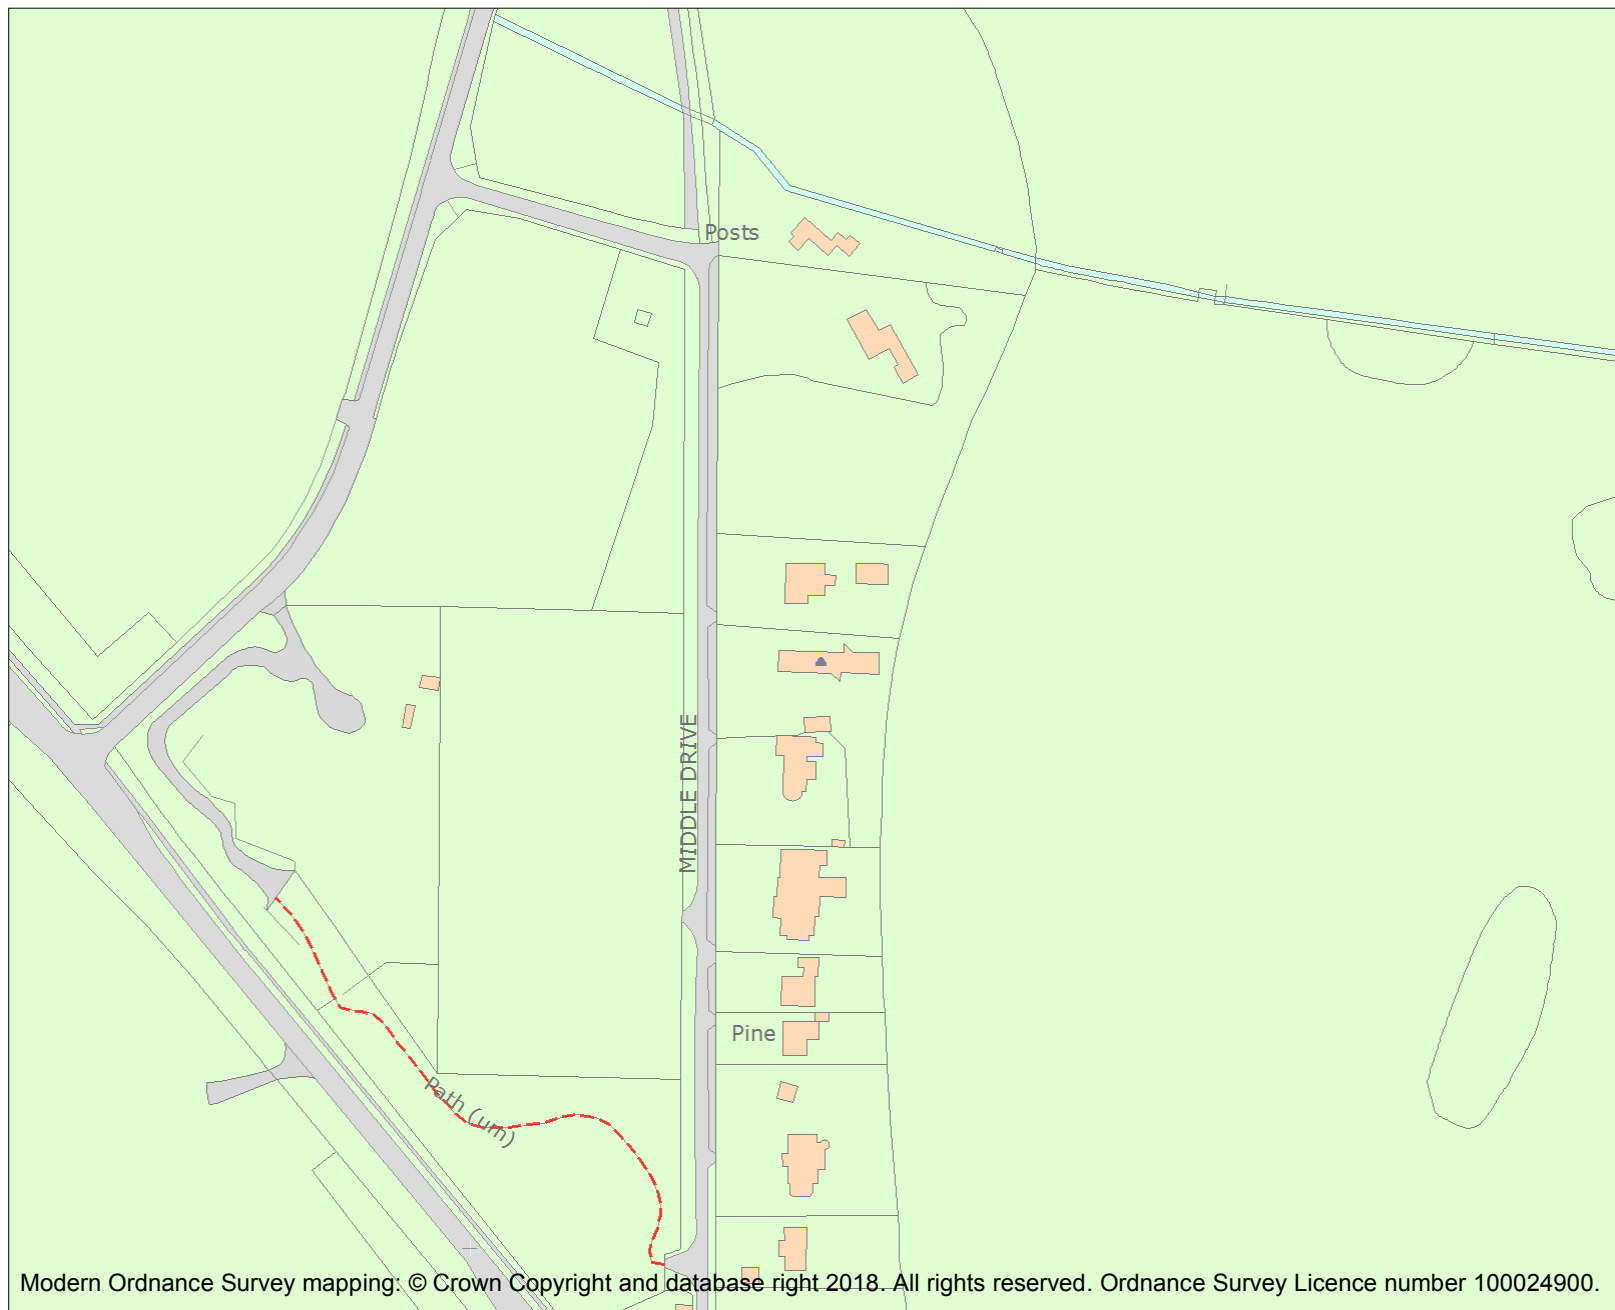 Posts
MIDDLE DRIVE
Pine
Path (um)
Modern Ordnance Survey mapping: © Crown Copyright and database right 2018. All rights reserved. Ordnance Survey Licence number 100024900.